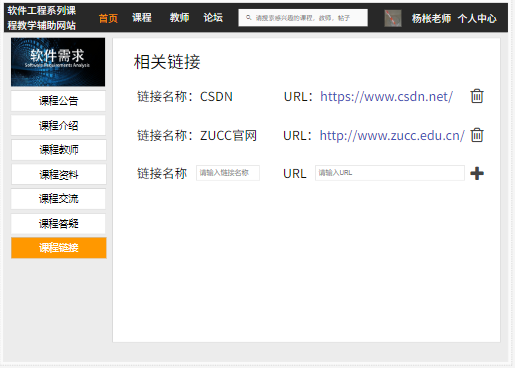 软件工程系列课
程教学辅助网站
首页 课程 教师 论坛 请搜索感兴趣的课程，教师，帖子 杨枨老师 个人中心
软件需求
Software Requirements Analysis
课程公告
课程介绍
课程教师
课程资料
课程交流
课程答疑
课程链接
相关链接
链接名称：CSDN URL：https://www.csdn.net/
链接名称：ZUCC官网 URL：http://www.zucc.edu.cn/
链接名称 请输入链接名称 URL 请输入URL